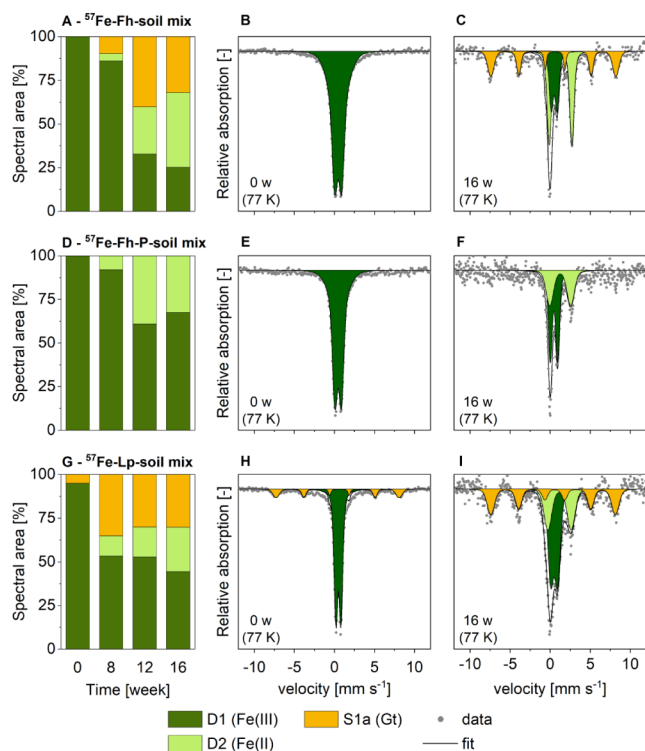 A - ⁵⁷Fe-Fh-soil mix
B
C
Spectral area [%]
100
75
50
25
0
Relative absorption [-]
0 w
(77 K)
16 w
(77 K)
D - ⁵⁷Fe-Fh-P-soil mix
E
F
Spectral area [%]
100
75
50
25
0
Relative absorption [-]
0 w
(77 K)
16 w
(77 K)
G - ⁵⁷Fe-Lp-soil mix
H
I
Spectral area [%]
100
75
50
25
0
Relative absorption [-]
0 w
(77 K)
16 w
(77 K)
0 8 12 16
-10 -5 0 5 10
-10 -5 0 5 10
Time [week]
velocity [mm s⁻¹]
velocity [mm s⁻¹]
D1 (Fe(III)
S1a (Gt)
data
D2 (Fe(II)
fit